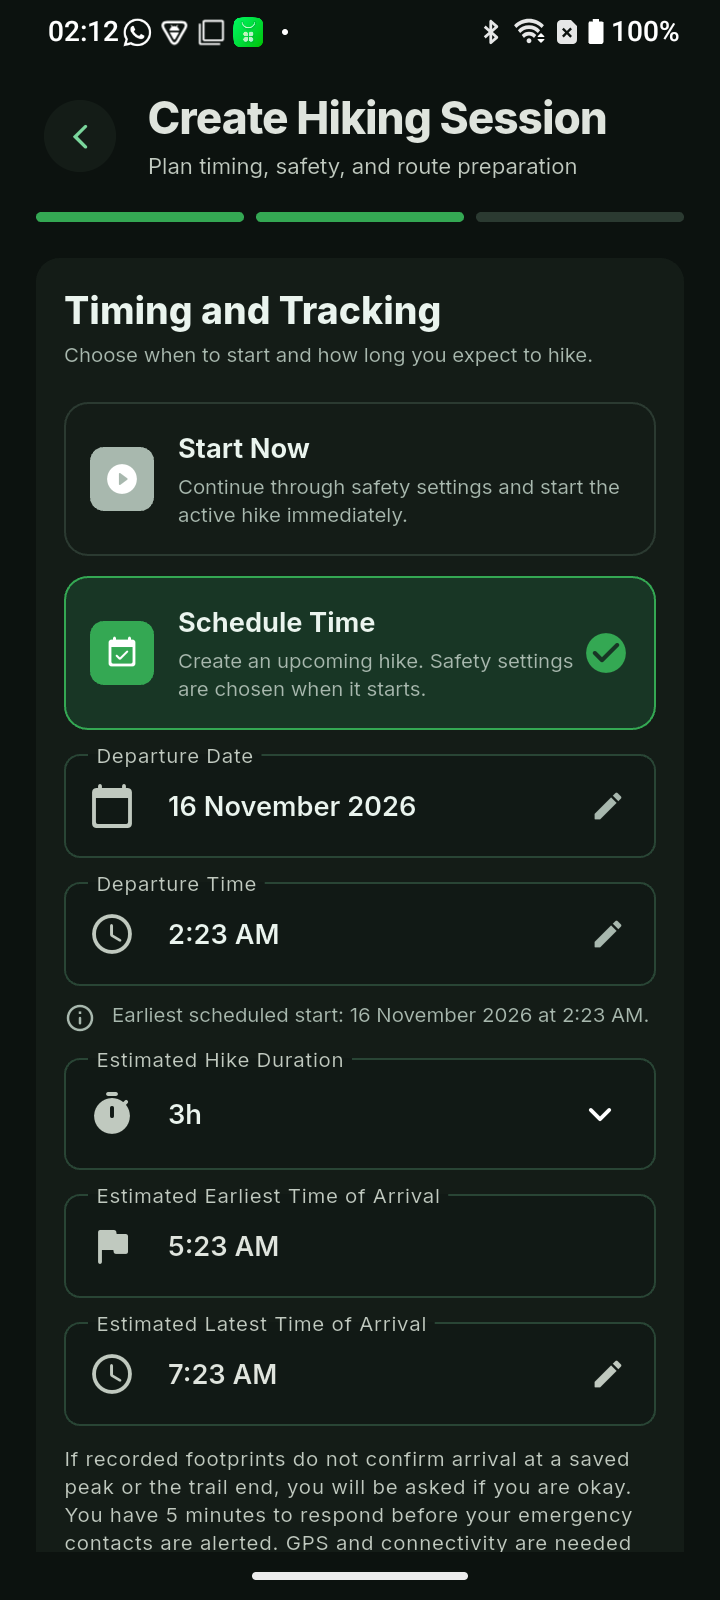 02:12
100%
Create Hiking Session
Plan timing, safety, and route preparation
Timing and Tracking
Choose when to start and how long you expect to hike.
Start Now
Continue through safety settings and start the
active hike immediately.
Schedule Time
Create an upcoming hike. Safety settings
are chosen when it starts.
Departure Date
16 November 2026
Departure Time
2:23 AM
Earliest scheduled start: 16 November 2026 at 2:23 AM.
Estimated Hike Duration
3h
Estimated Earliest Time of Arrival
5:23 AM
Estimated Latest Time of Arrival
7:23 AM
If recorded footprints do not confirm arrival at a saved
peak or the trail end, you will be asked if you are okay.
You have 5 minutes to respond before your emergency
contacts are alerted. GPS and connectivity are needed